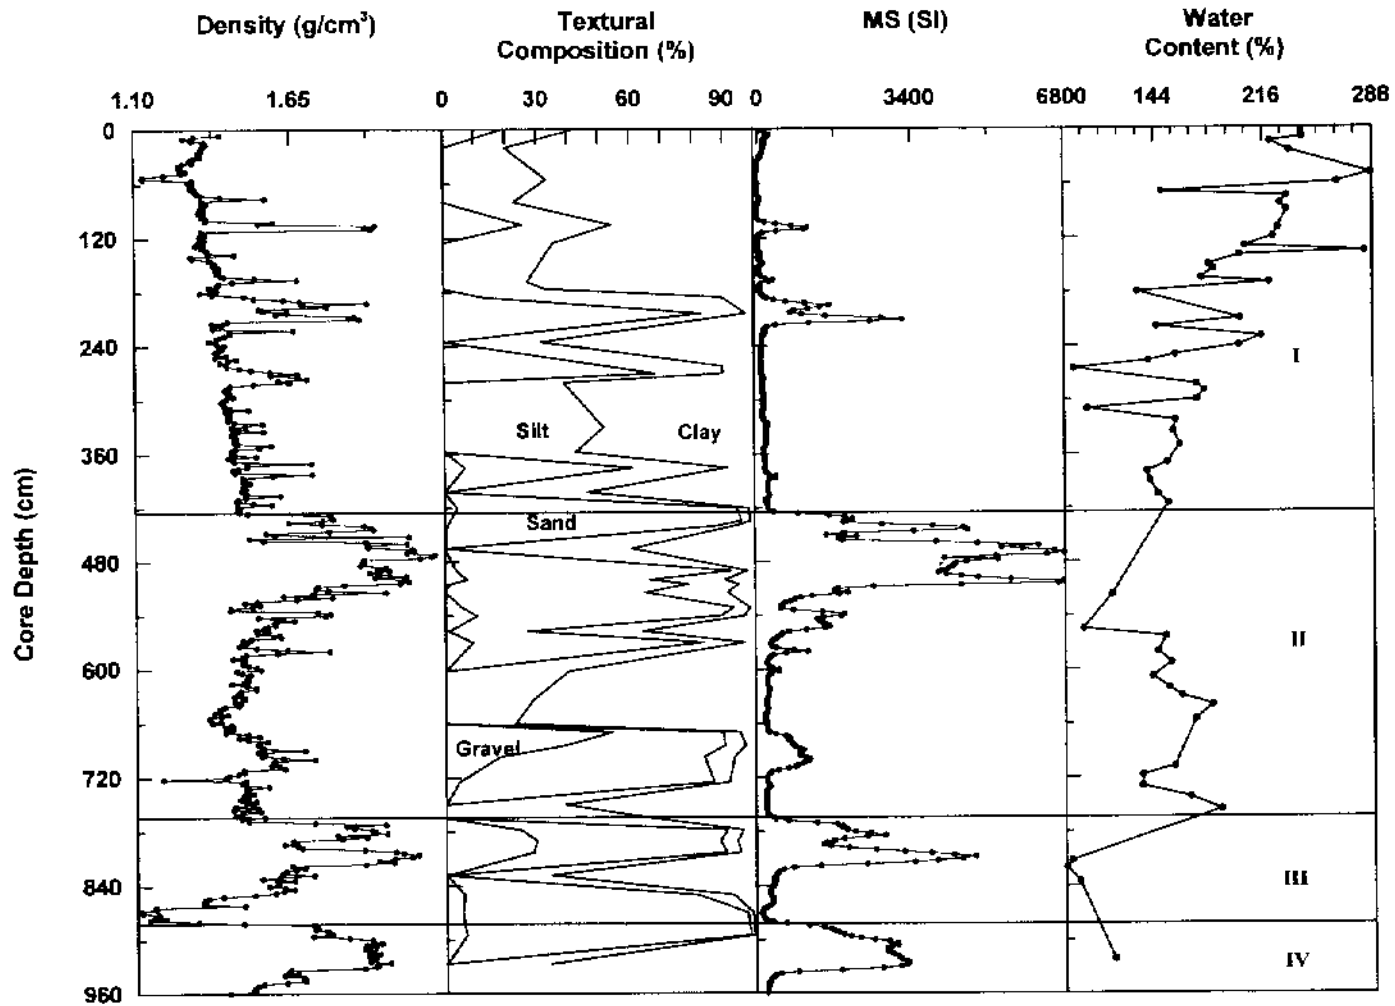 Density (g/cm³)
Textural
Composition (%)
MS (SI)
Water
Content (%)
1.10 1.65 0 30 60 90 0 3400 6800 144 216 288
0
120
240
360
480
600
720
840
960
Core Depth (cm)
Silt Clay
Sand
Gravel
I
II
III
IV